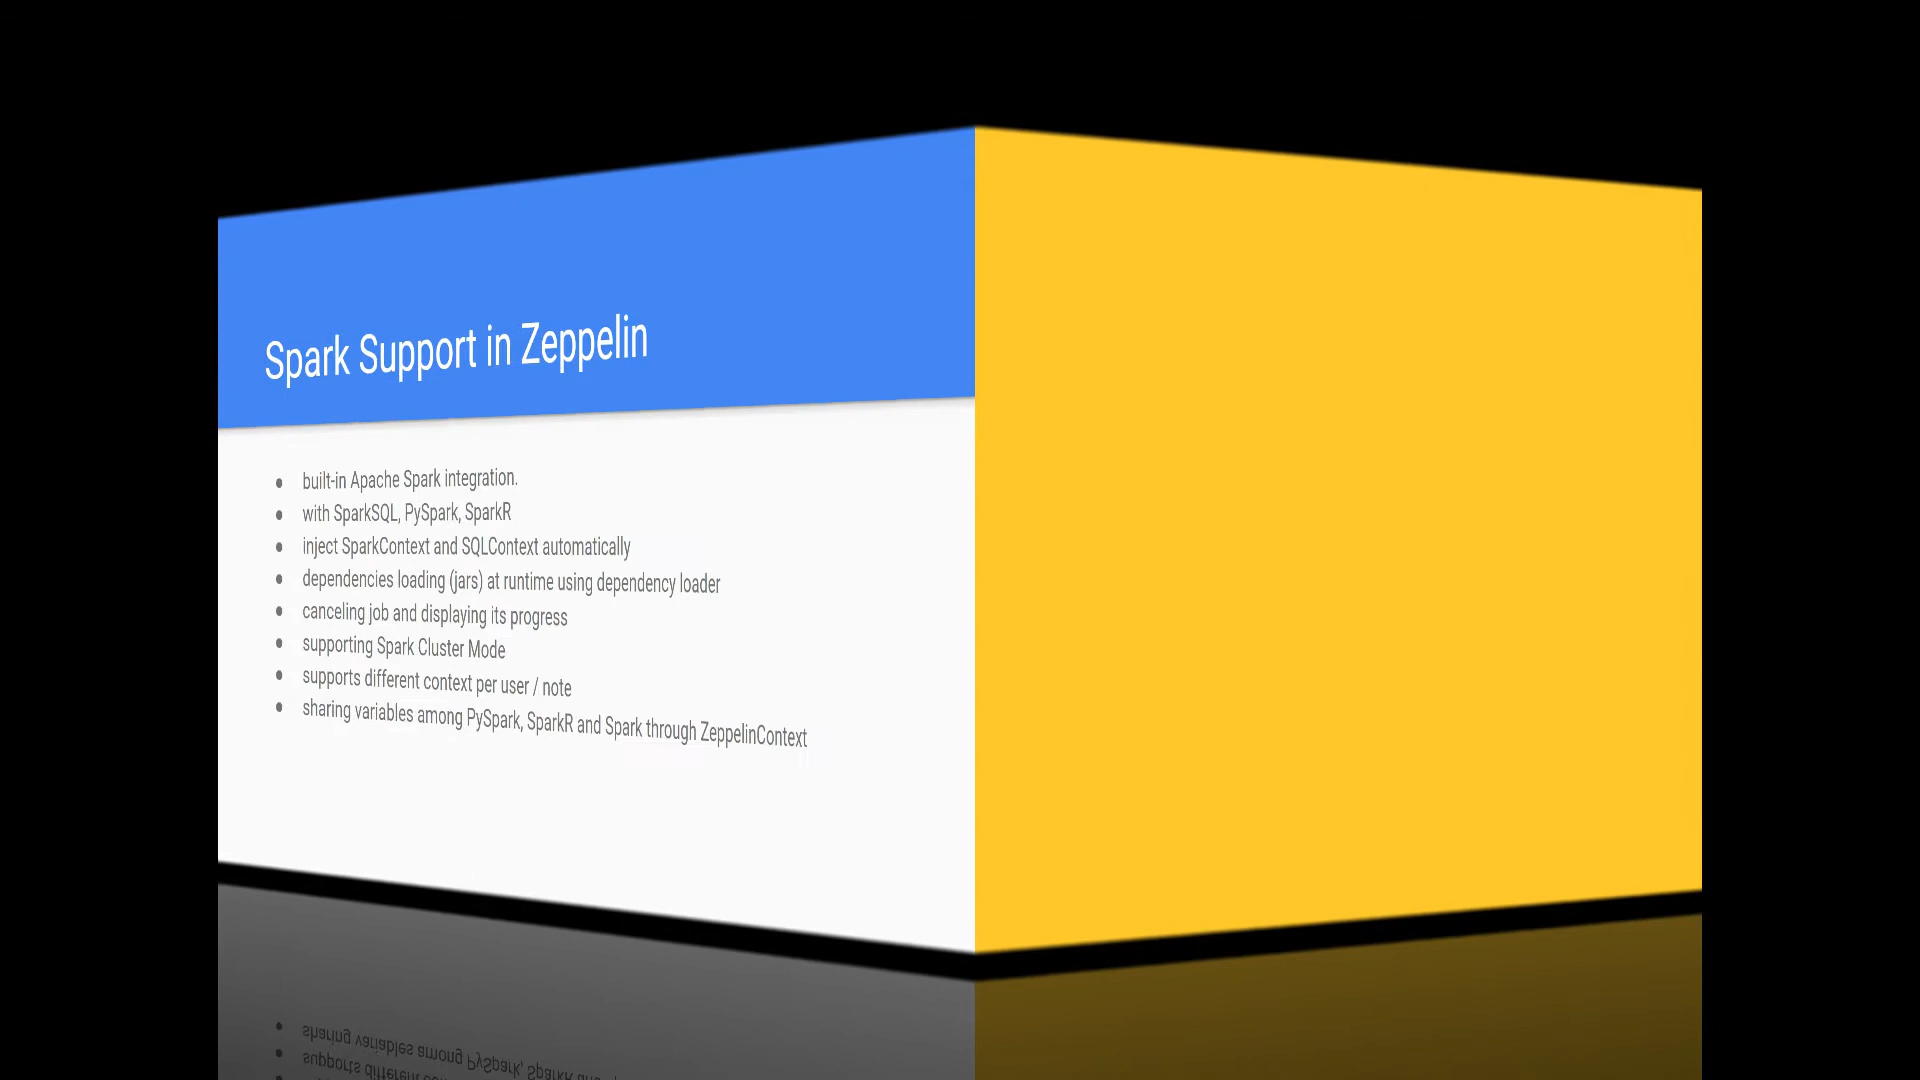 Spark Support in Zeppelin
built-in Apache Spark integration.
with SparkSQL, PySpark, SparkR
inject SparkContext and SQLContext automatically
dependencies loading (jars) at runtime using dependency loader
canceling job and displaying its progress
supporting Spark Cluster Mode
supports different context per user / note
sharing variables among PySpark, SparkR and Spark through ZeppelinContext